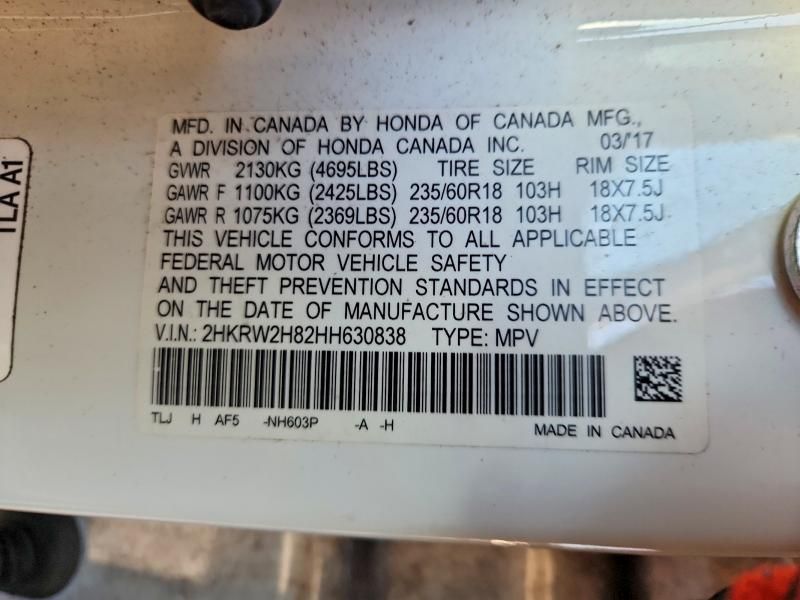 MFD. IN CANADA BY HONDA OF CANADA MFG.,
A DIVISION OF HONDA CANADA INC. 03/'17
GVWR 2130KG (4695LBS) TIRE SIZE RIM SIZE
GAWR F 1100KG (2425LBS) 235/60R18 103H 18X7.5J
GAWR R 1075KG (2369LBS) 235/60R18 103H 18X7.5J
THIS VEHICLE CONFORMS TO ALL APPLICABLE
FEDERAL MOTOR VEHICLE SAFETY
AND THEFT PREVENTION STANDARDS IN EFFECT
ON THE DATE OF MANUFACTURE SHOWN ABOVE.
V.I.N.: 2HKRW2H82HH630838 TYPE: MPV
TLJ H AF5 -NH603P -A -H
MADE IN CANADA
TLA A1